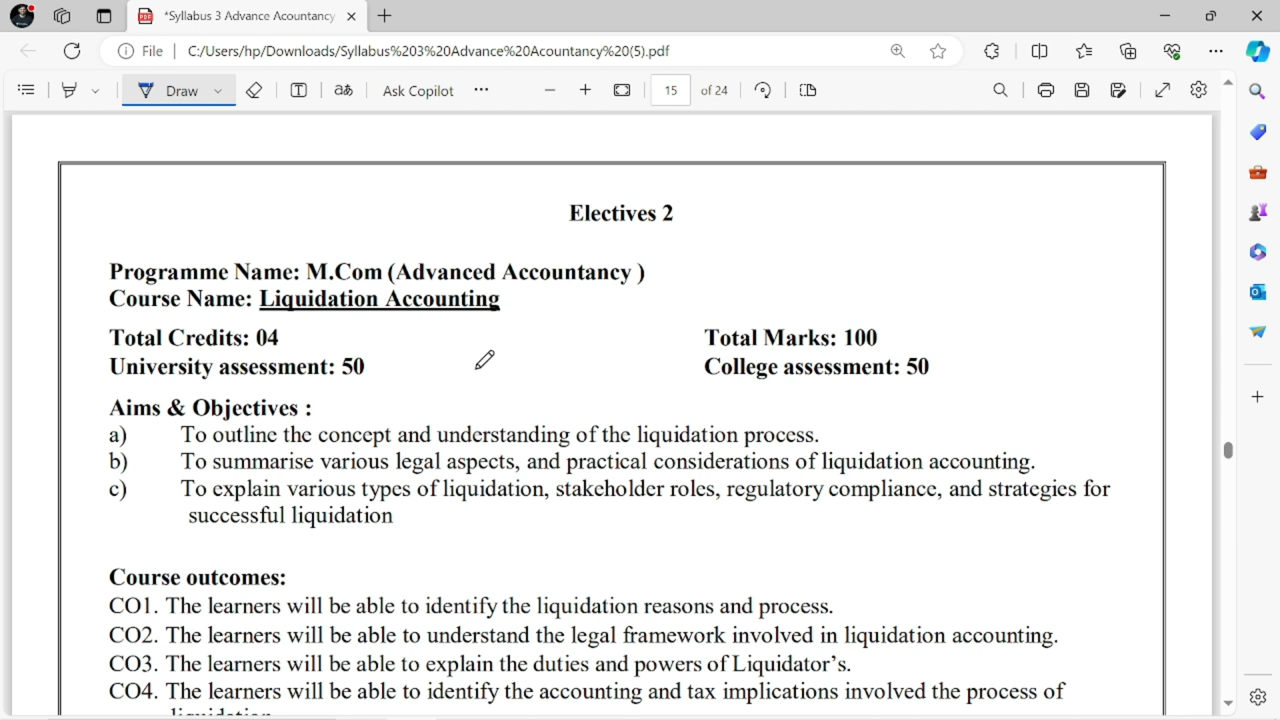 *Syllabus 3 Advance Acountancy
File
C:/Users/hp/Downloads/Syllabus%203%20Advance%20Acountancy%20(5).pdf
Draw
aあ
Ask Copilot
15 of 24
Electives 2
Programme Name: M.Com (Advanced Accountancy )
Course Name: Liquidation Accounting
Total Credits: 04 Total Marks: 100
University assessment: 50 College assessment: 50
Aims & Objectives :
a) To outline the concept and understanding of the liquidation process.
b) To summarise various legal aspects, and practical considerations of liquidation accounting.
c) To explain various types of liquidation, stakeholder roles, regulatory compliance, and strategies for
successful liquidation
Course outcomes:
CO1. The learners will be able to identify the liquidation reasons and process.
CO2. The learners will be able to understand the legal framework involved in liquidation accounting.
CO3. The learners will be able to explain the duties and powers of Liquidator's.
CO4. The learners will be able to identify the accounting and tax implications involved the process of